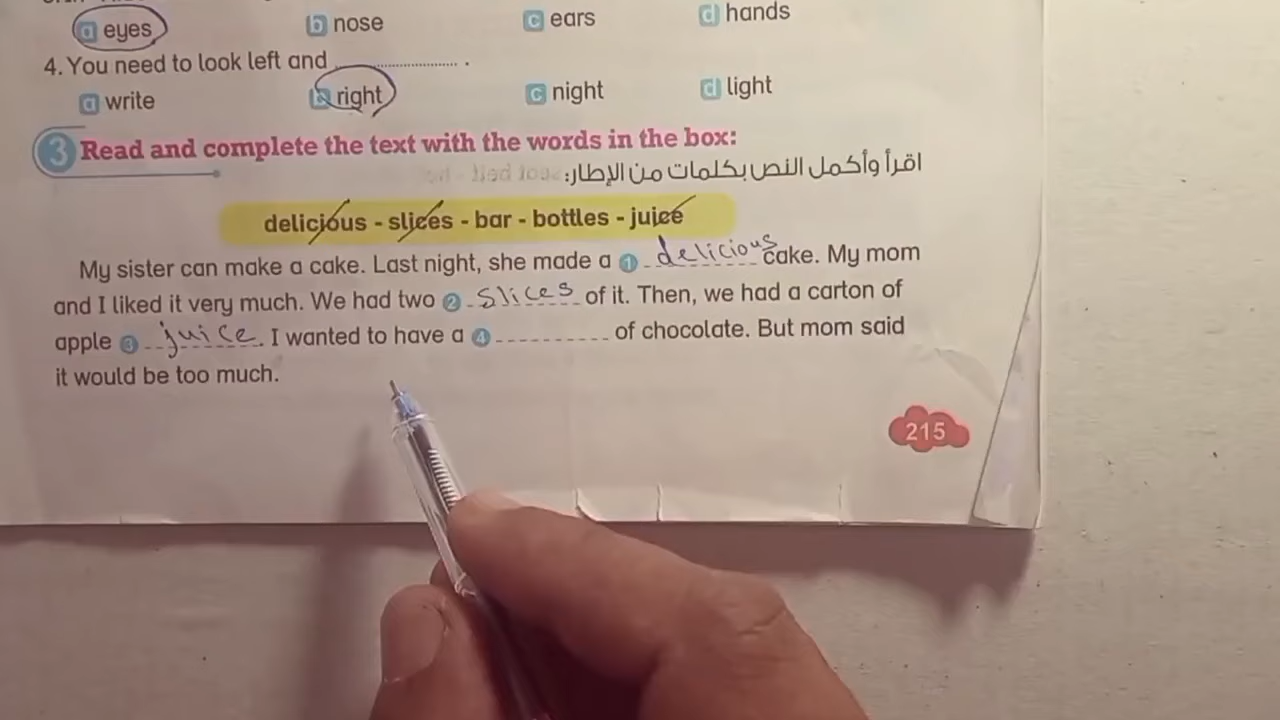 a eyes b nose c ears d hands
4. You need to look left and .................... .
a write b right c night d light
3 Read and complete the text with the words in the box:
اقرأ وأكمل النص بكلمات من الإطار:
delicious - slices - bar - bottles - juice
My sister can make a cake. Last night, she made a 1 delicious cake. My mom
and I liked it very much. We had two 2 slices of it. Then, we had a carton of
apple 3 juice. I wanted to have a 4 __________ of chocolate. But mom said
it would be too much.
215